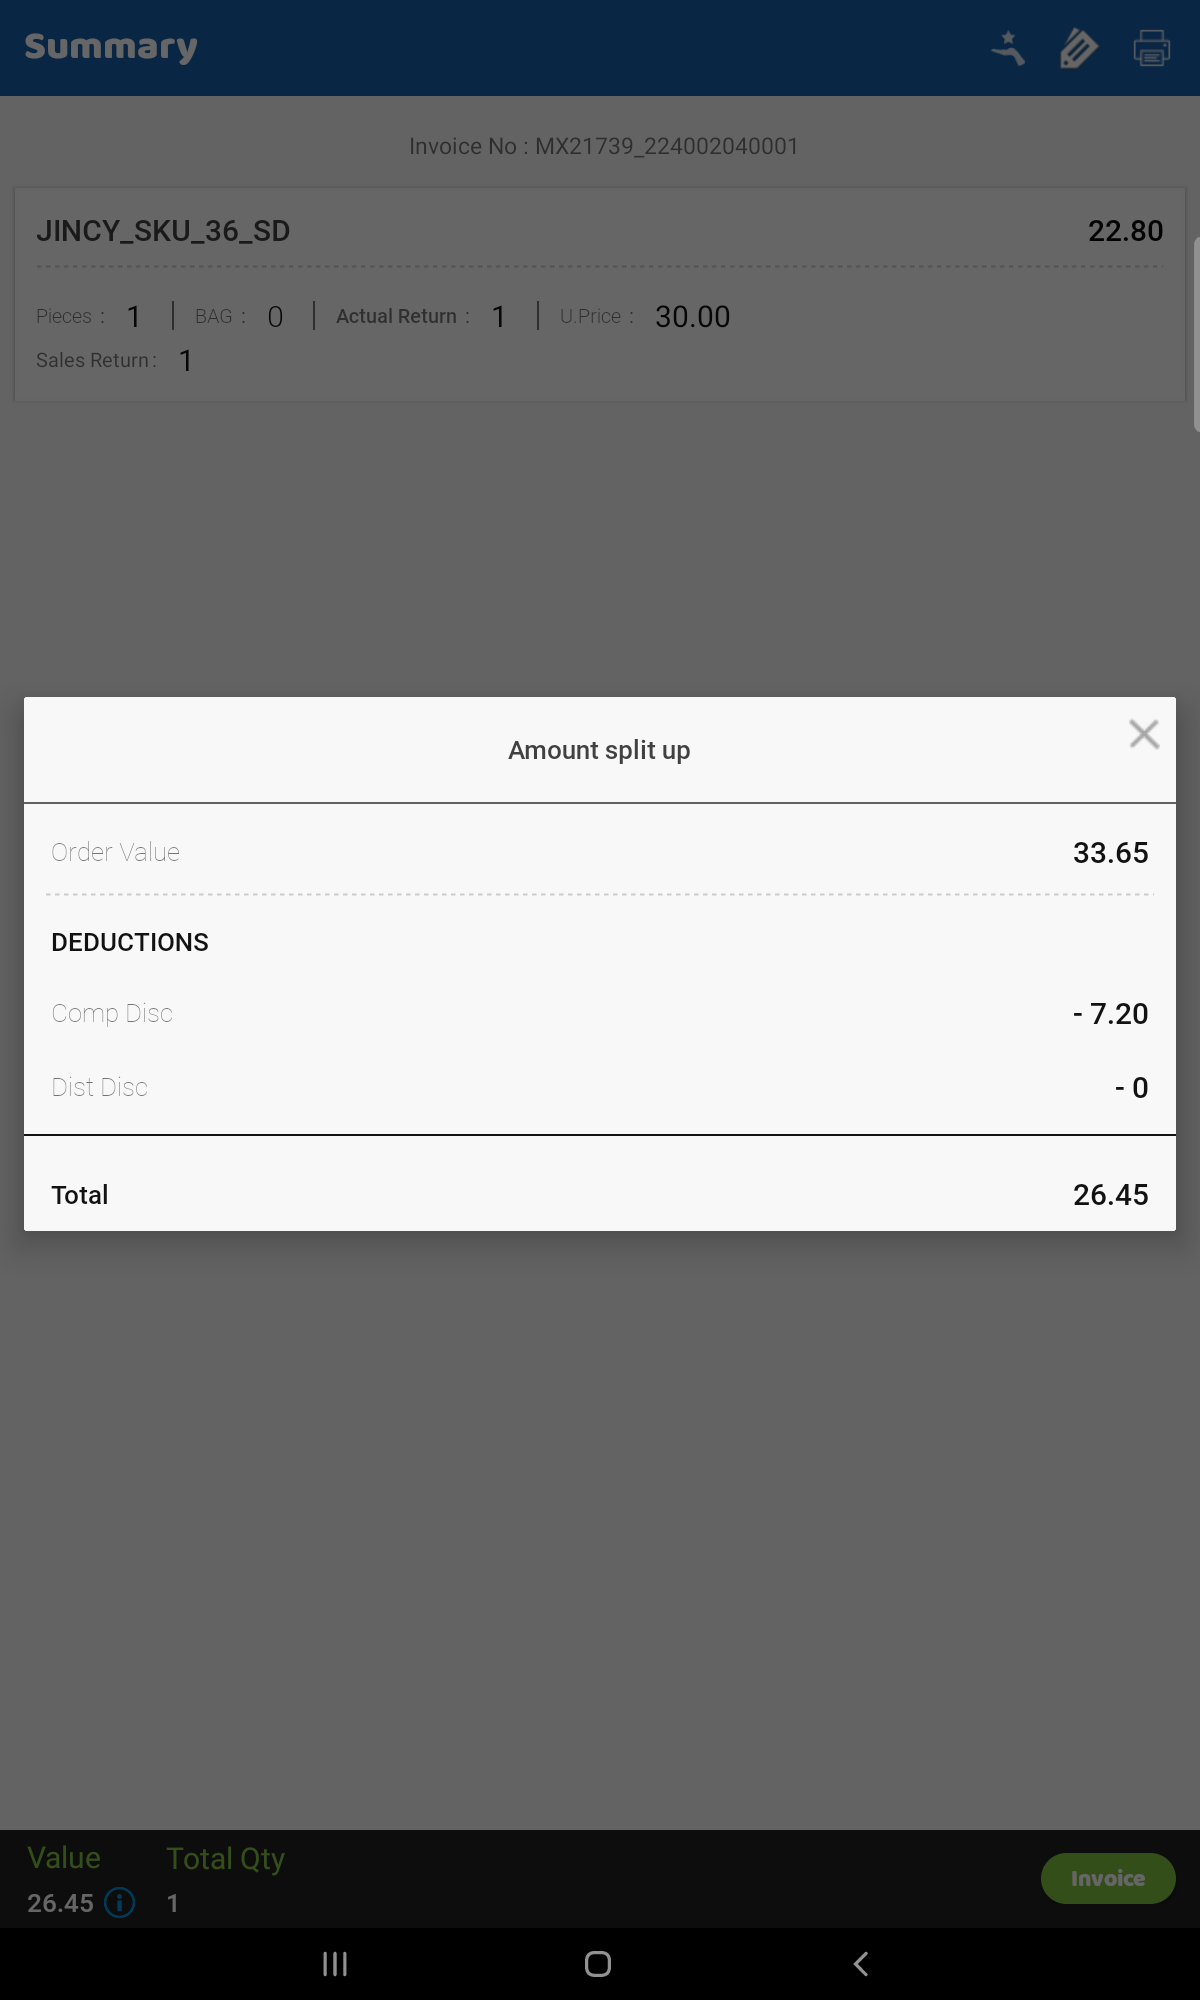 Summary
Invoice No : MX21739_224002040001
JINCY_SKU_36_SD 22.80
Pieces : 1 BAG : 0 Actual Return : 1 U.Price : 30.00
Sales Return : 1
Amount split up
Order Value 33.65
DEDUCTIONS
Comp Disc - 7.20
Dist Disc - 0
Total 26.45
Value Total Qty
26.45 1
Invoice